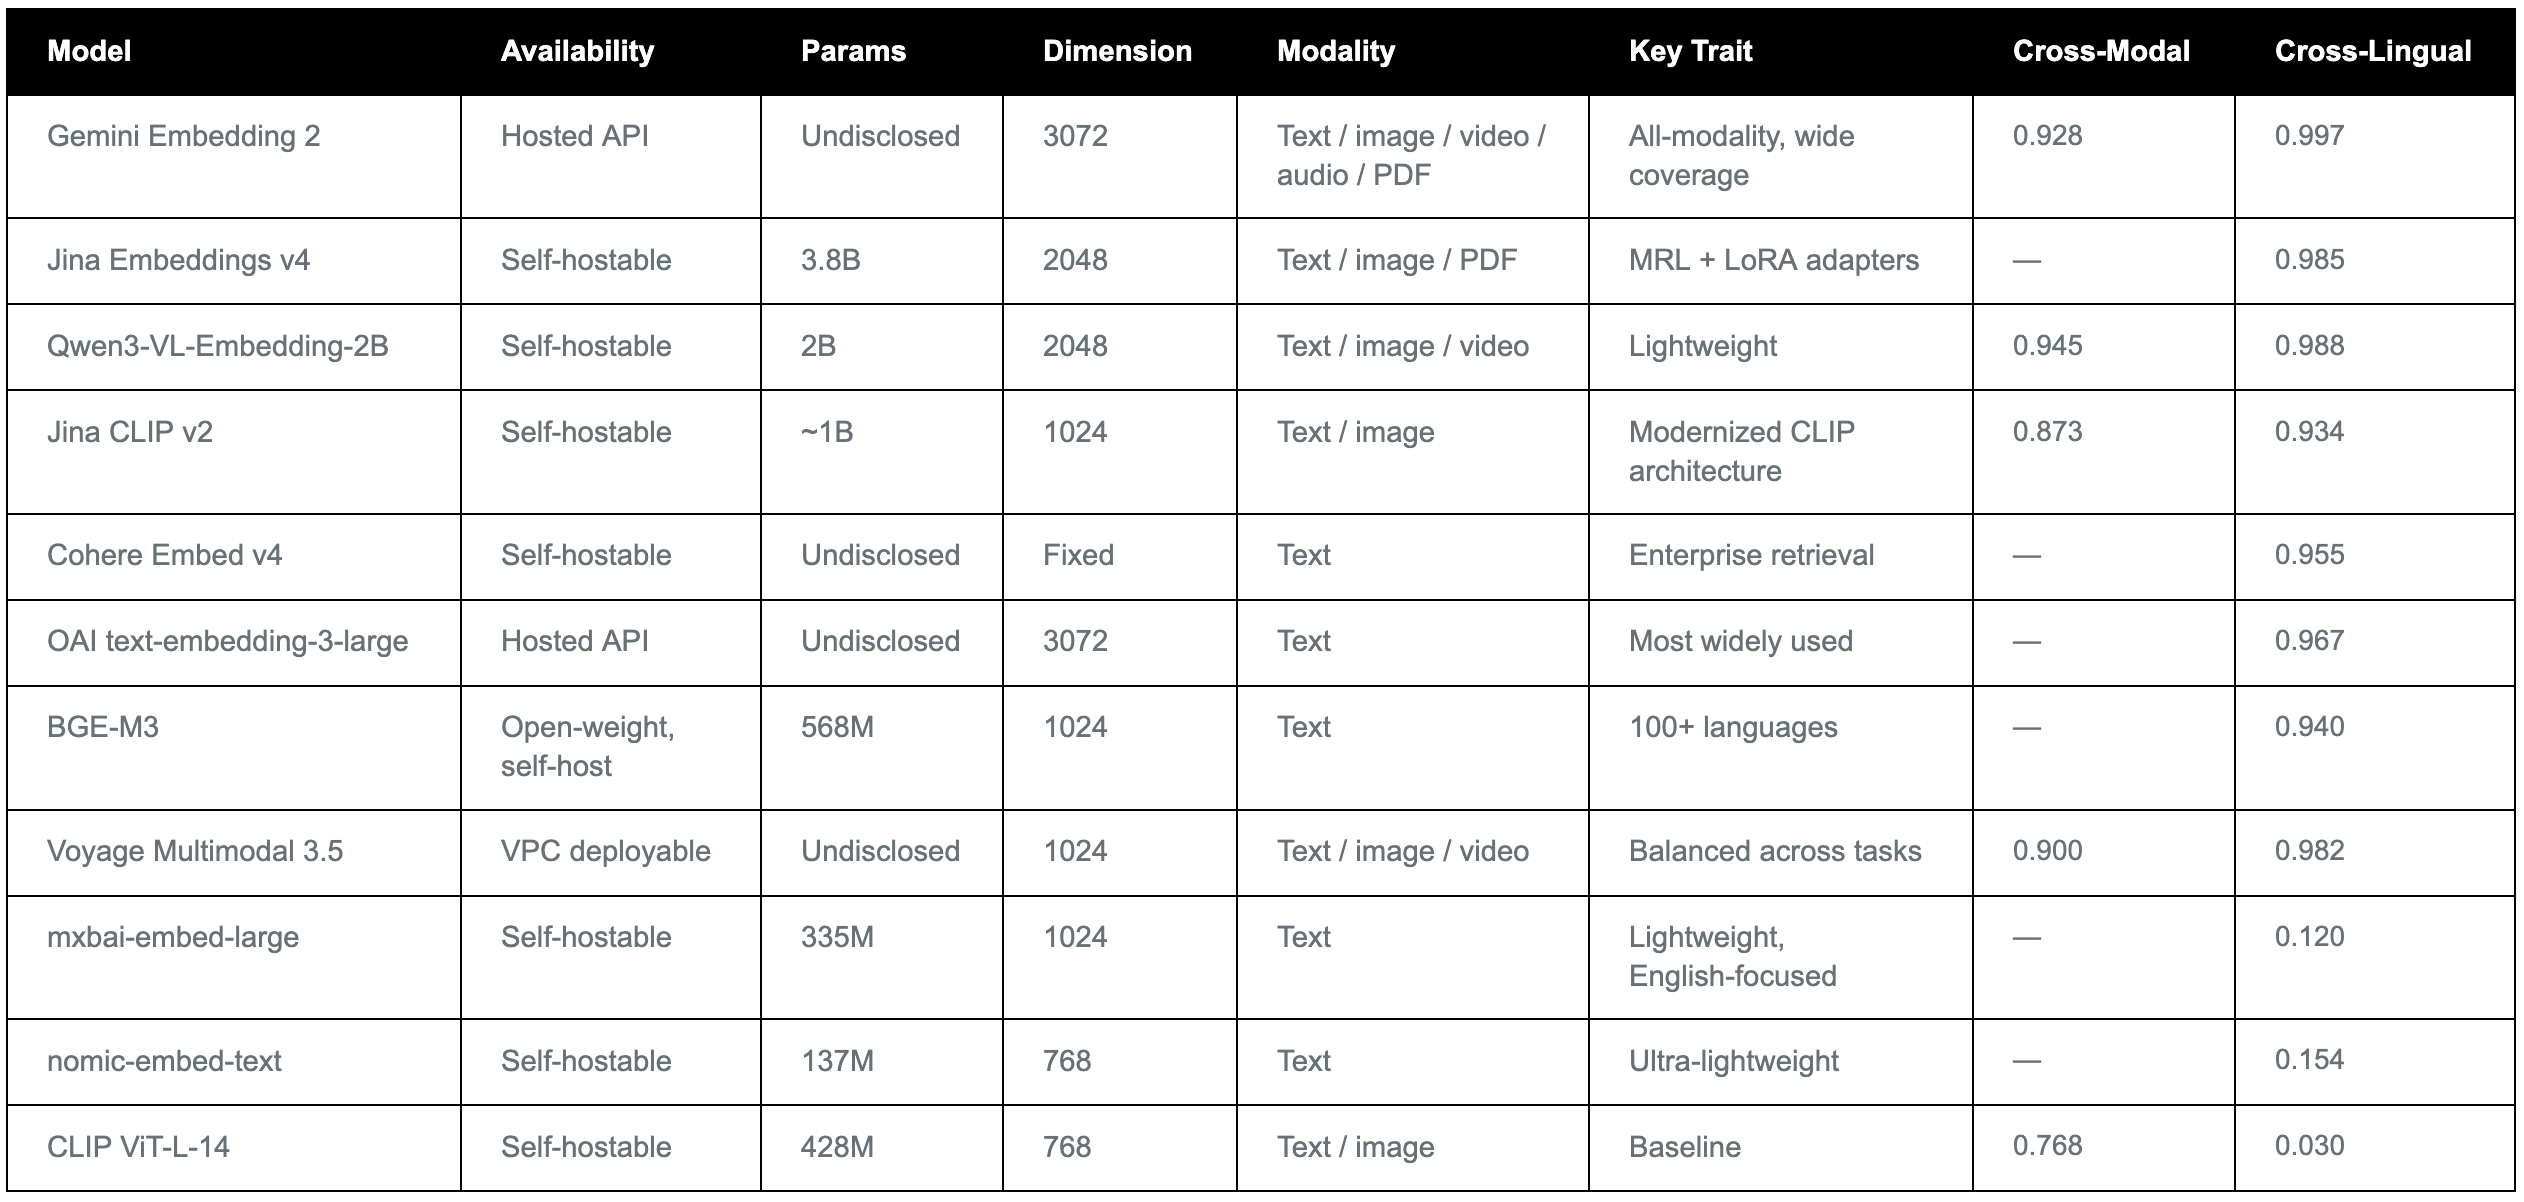 Model Availability Params Dimension Modality Key Trait Cross-Modal Cross-Lingual
Gemini Embedding 2 Hosted API Undisclosed 3072 Text / image / video / All-modality, wide 0.928 0.997
audio / PDF coverage
Jina Embeddings v4 Self-hostable 3.8B 2048 Text / image / PDF MRL + LoRA adapters — 0.985
Qwen3-VL-Embedding-2B Self-hostable 2B 2048 Text / image / video Lightweight 0.945 0.988
Jina CLIP v2 Self-hostable ~1B 1024 Text / image Modernized CLIP 0.873 0.934
architecture
Cohere Embed v4 Self-hostable Undisclosed Fixed Text Enterprise retrieval — 0.955
OAI text-embedding-3-large Hosted API Undisclosed 3072 Text Most widely used — 0.967
BGE-M3 Open-weight, 568M 1024 Text 100+ languages — 0.940
self-host
Voyage Multimodal 3.5 VPC deployable Undisclosed 1024 Text / image / video Balanced across tasks 0.900 0.982
mxbai-embed-large Self-hostable 335M 1024 Text Lightweight, — 0.120
English-focused
nomic-embed-text Self-hostable 137M 768 Text Ultra-lightweight — 0.154
CLIP ViT-L-14 Self-hostable 428M 768 Text / image Baseline 0.768 0.030